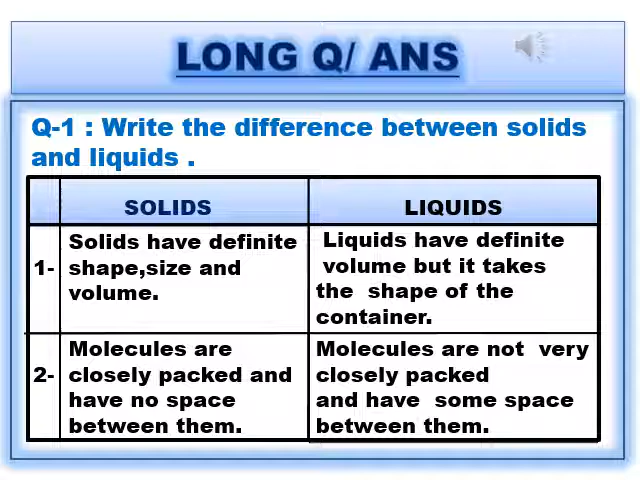 LONG Q/ ANS
Q-1 : Write the difference between solids
and liquids .
SOLIDS LIQUIDS
1- Solids have definite
shape,size and
volume.
Liquids have definite
volume but it takes
the shape of the
container.
2- Molecules are
closely packed and
have no space
between them.
Molecules are not very
closely packed
and have some space
between them.